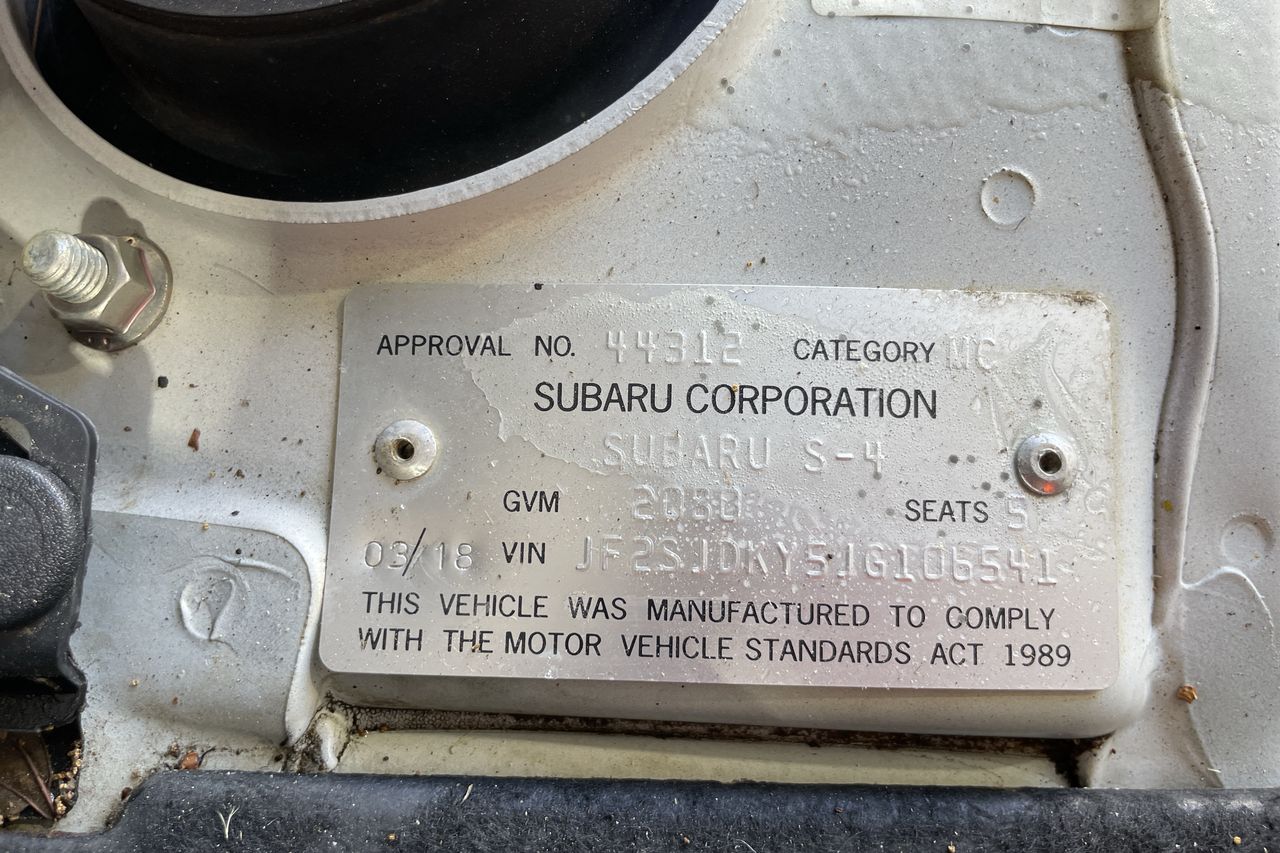 APPROVAL NO. 44312 CATEGORY MC
SUBARU CORPORATION
SUBARU S-4
GVM SEATS 5
03/18 VIN JF2SJDKY5JG106541
THIS VEHICLE WAS MANUFACTURED TO COMPLY
WITH THE MOTOR VEHICLE STANDARDS ACT 1989